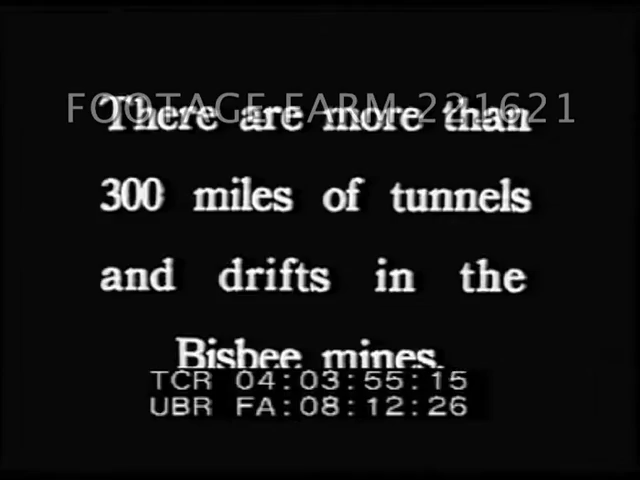 FOOTAGE FARM 221621
There are more than
300 miles of tunnels
and drifts in the
Bisbee mines.
TCR 04:03:55:15
UBR FA:08:12:26